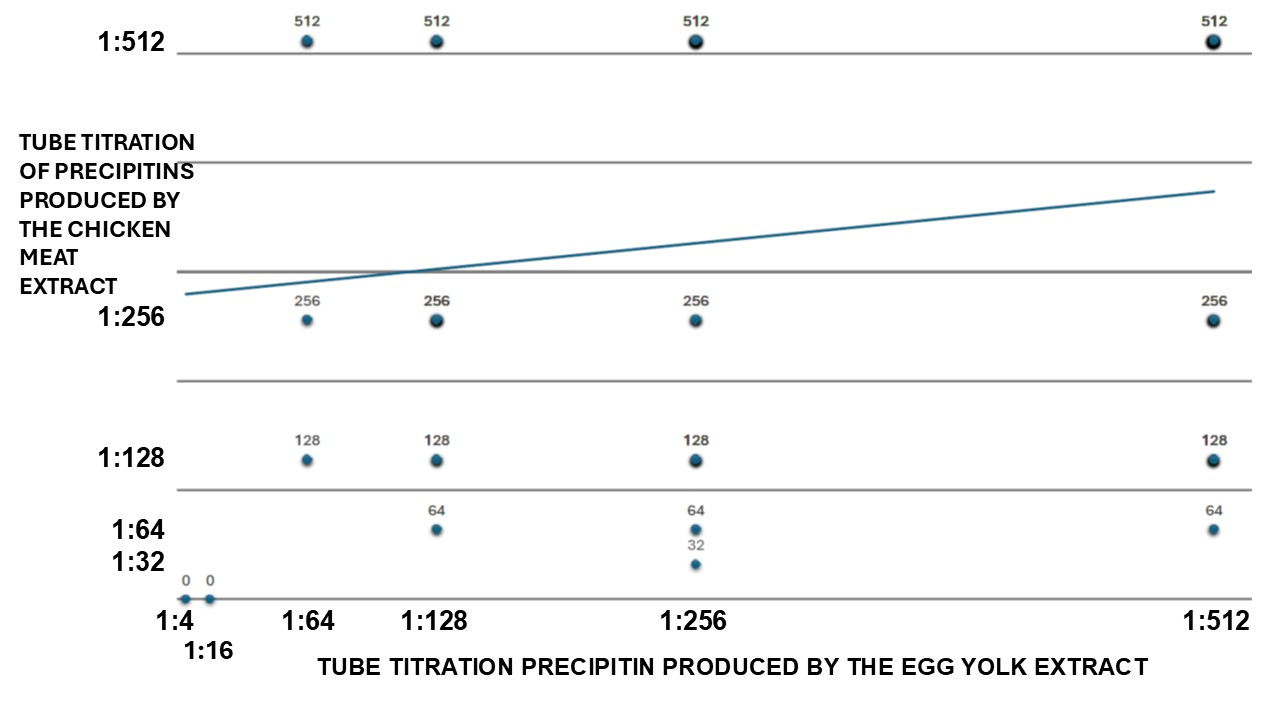 512 512 512 512
1:512
TUBE TITRATION
OF PRECIPITINS
PRODUCED BY
THE CHICKEN
MEAT
EXTRACT
256 256 256 256
1:256
128 128 128 128
1:128
64 64 64
1:64
32
1:32
0 0
1:4 1:64 1:128 1:256 1:512
1:16
TUBE TITRATION PRECIPITIN PRODUCED BY THE EGG YOLK EXTRACT